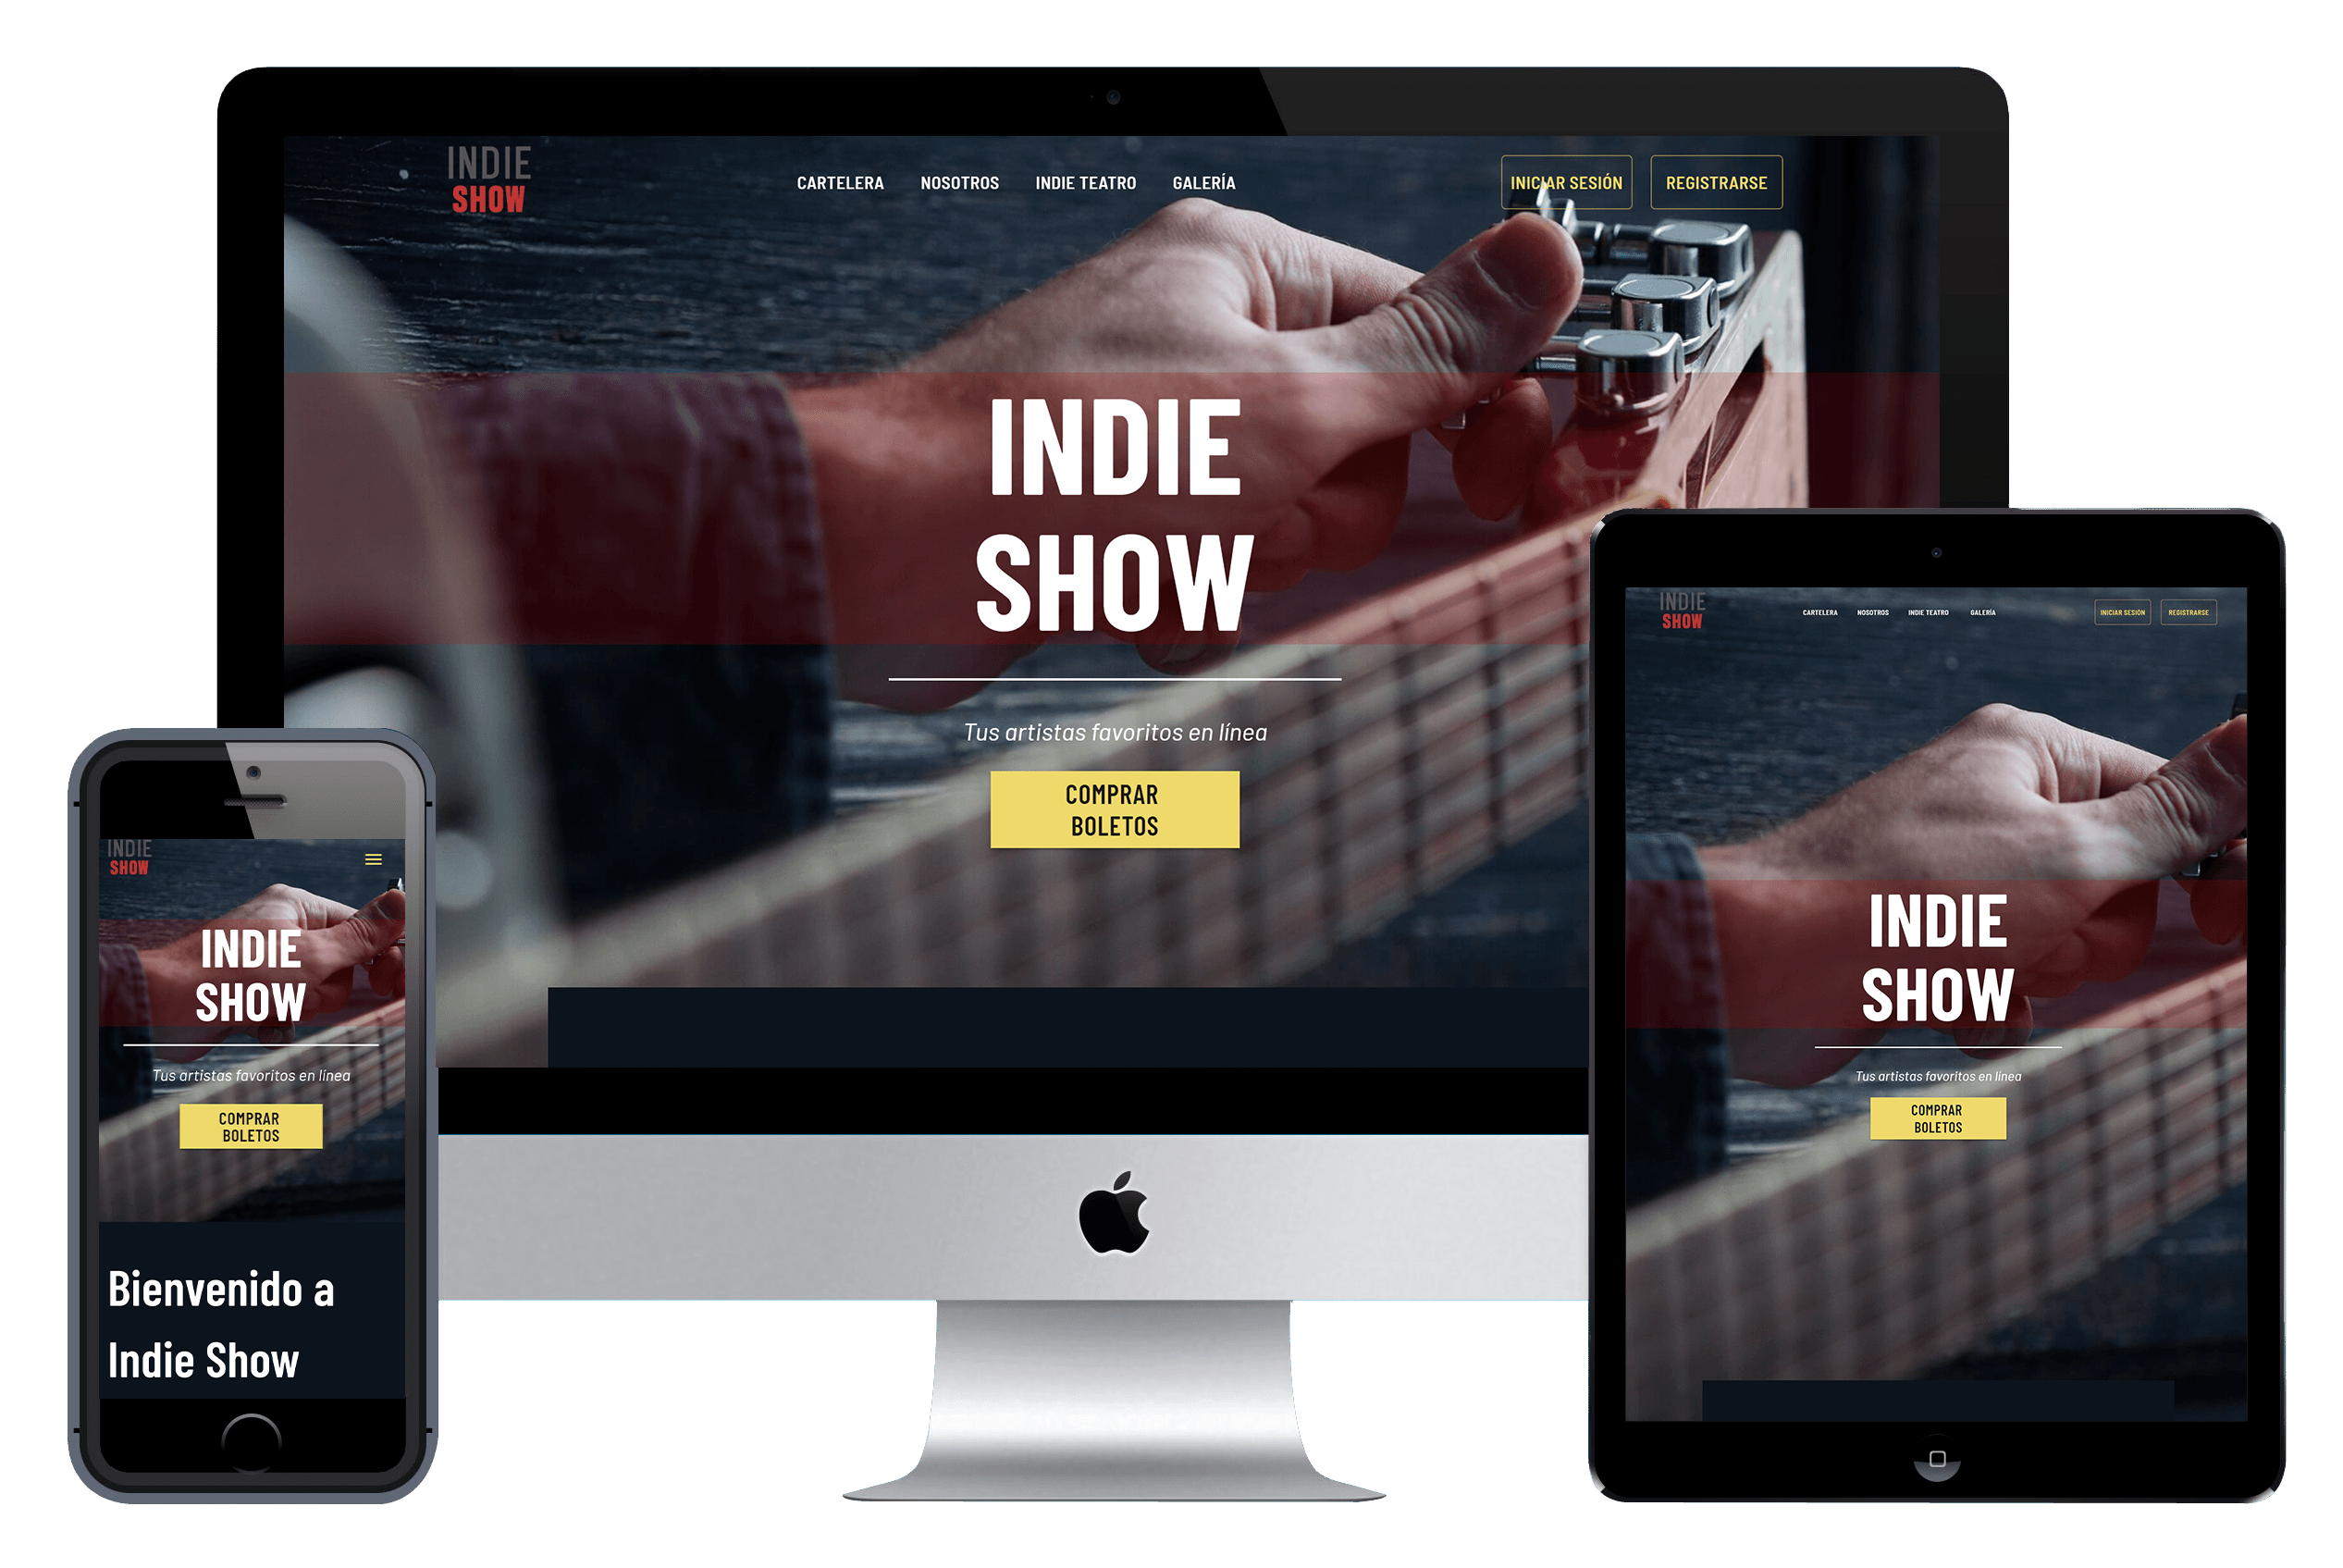 INDIE
SHOW
CARTELERA NOSOTROS INDIE TEATRO GALERÍA
INICIAR SESIÓN REGISTRARSE
INDIE
SHOW
Tus artistas favoritos en línea
COMPRAR
BOLETOS
INDIE
SHOW
INDIE
SHOW
Tus artistas favoritos en línea
COMPRAR
BOLETOS
Bienvenido a
Indie Show
INDIE
SHOW
CARTELERA NOSOTROS INDIE TEATRO GALERÍA
INICIAR SESIÓN REGISTRARSE
INDIE
SHOW
Tus artistas favoritos en línea
COMPRAR
BOLETOS